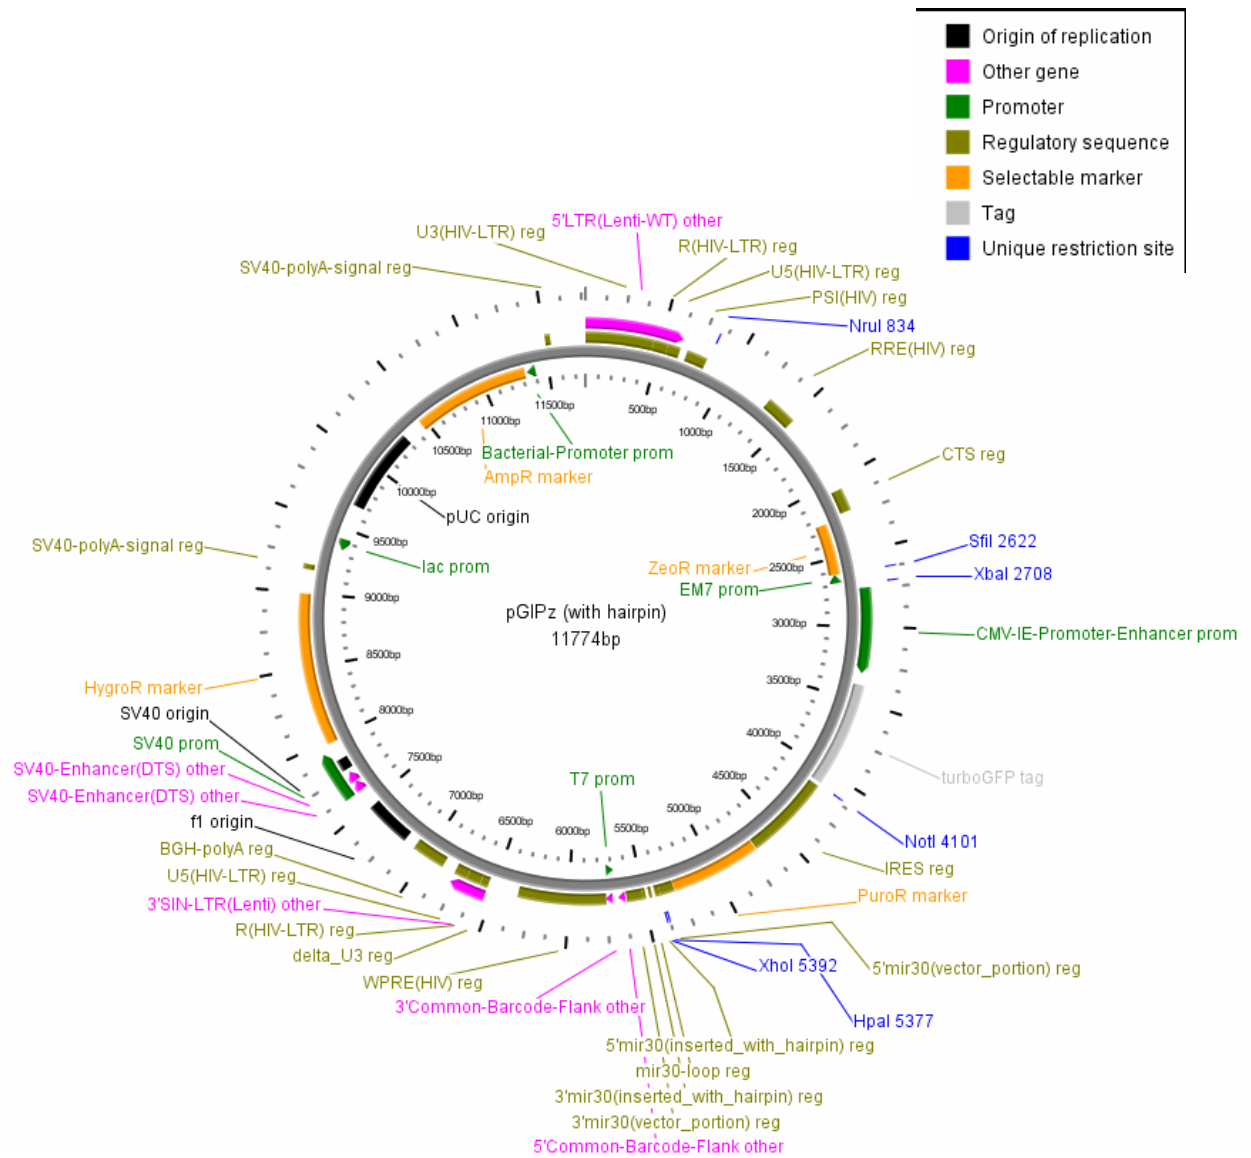 Origin of replication
Other gene
Promoter
Regulatory sequence
Selectable marker
Tag
Unique restriction site
5'LTR(Lenti-WT) other
U3(HIV-LTR) reg
R(HIV-LTR) reg
SV40-polyA-signal reg
U5(HIV-LTR) reg
PSI(HIV) reg
NruI 834
RRE(HIV) reg
CTS reg
SfiI 2622
XbaI 2708
CMV-IE-Promoter-Enhancer prom
turboGFP tag
NotI 4101
IRES reg
PuroR marker
5'mir30(vector_portion) reg
XhoI 5392
HpaI 5377
5'mir30(inserted_with_hairpin) reg
mir30-loop reg
3'mir30(inserted_with_hairpin) reg
3'mir30(vector_portion) reg
5'Common-Barcode-Flank other
3'Common-Barcode-Flank other
WPRE(HIV) reg
delta_U3 reg
R(HIV-LTR) reg
3'SIN-LTR(Lenti) other
U5(HIV-LTR) reg
BGH-polyA reg
f1 origin
SV40-Enhancer(DTS) other
SV40-Enhancer(DTS) other
SV40 prom
SV40 origin
HygroR marker
SV40-polyA-signal reg
500bp
1000bp
1500bp
2000bp
2500bp
3000bp
3500bp
4000bp
4500bp
5000bp
5500bp
6000bp
6500bp
7000bp
7500bp
8000bp
8500bp
9000bp
9500bp
10000bp
10500bp
11000bp
11500bp
Bacterial-Promoter prom
AmpR marker
pUC origin
lac prom
ZeoR marker
EM7 prom
pGIPz (with hairpin)
11774bp
T7 prom